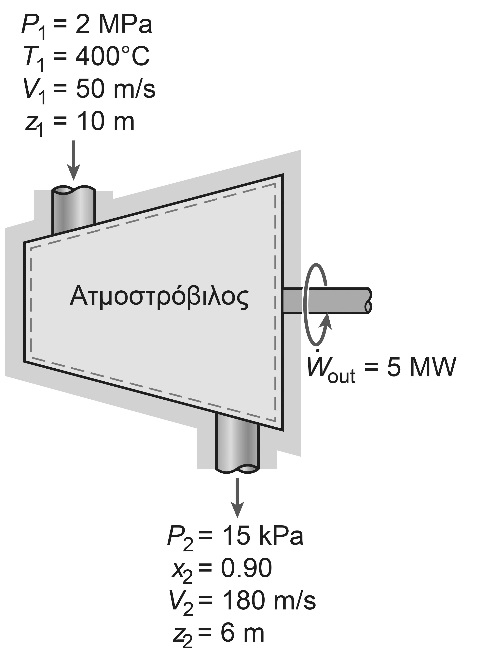 P₁ = 2 MPa
T₁ = 400°C
V₁ = 50 m/s
z₁ = 10 m
Ατμοστρόβιλος
Ẇout = 5 MW
P₂ = 15 kPa
x₂ = 0.90
V₂ = 180 m/s
z₂ = 6 m